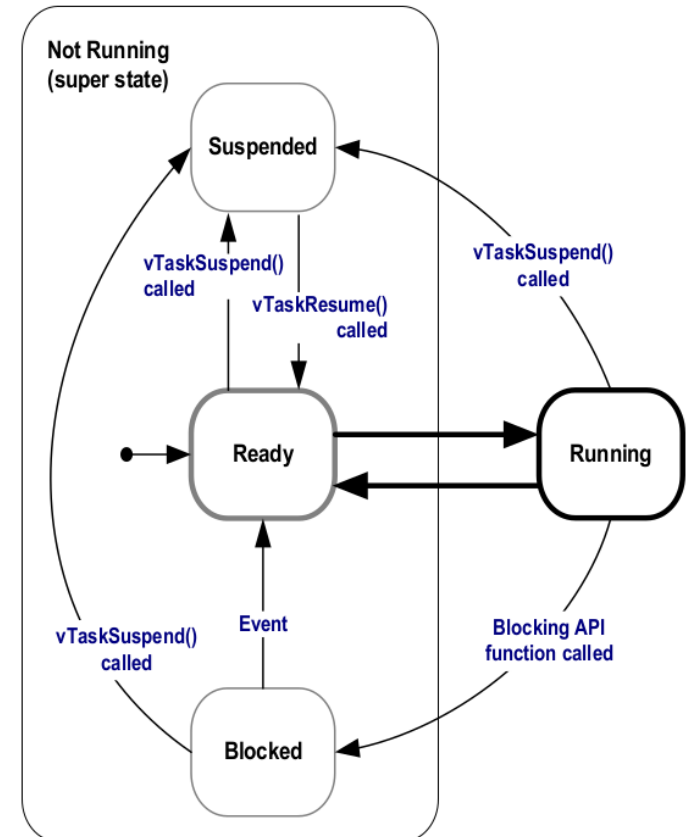 Not Running
(super state)
Suspended
vTaskSuspend()
called
vTaskSuspend()
called
vTaskResume()
called
Ready
Running
Event
vTaskSuspend()
called
Blocking API
function called
Blocked